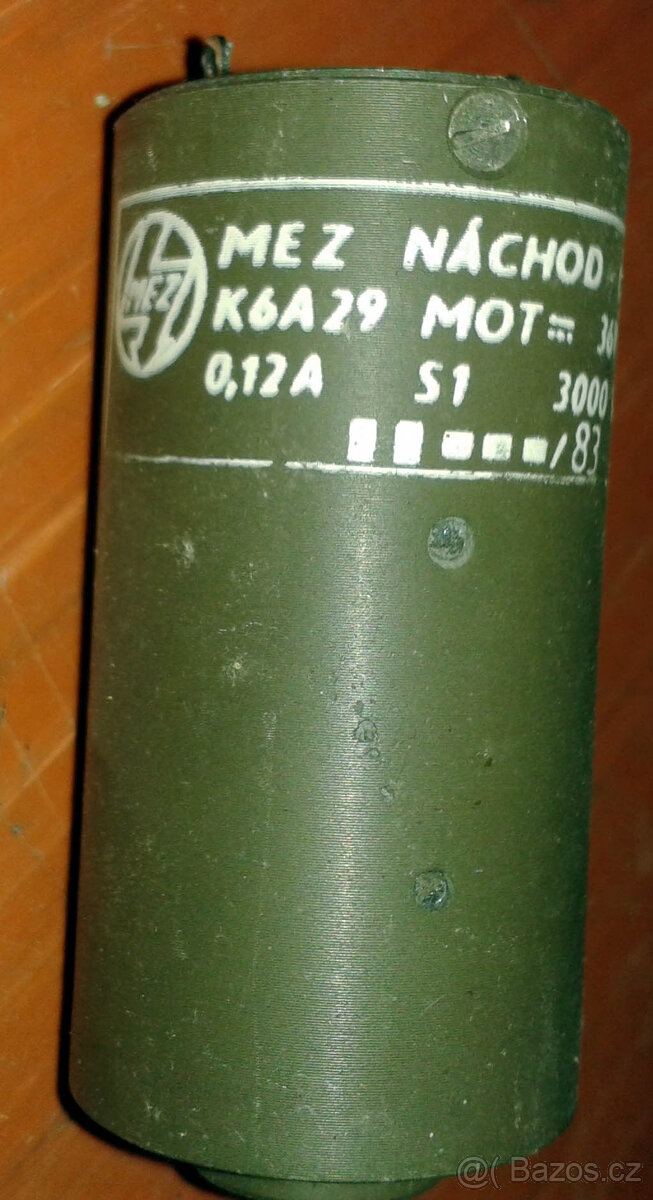 MEZ
MEZ NÁCHOD
K6A29 MOT
0,12A S1 3000
/83
@( Bazos.cz